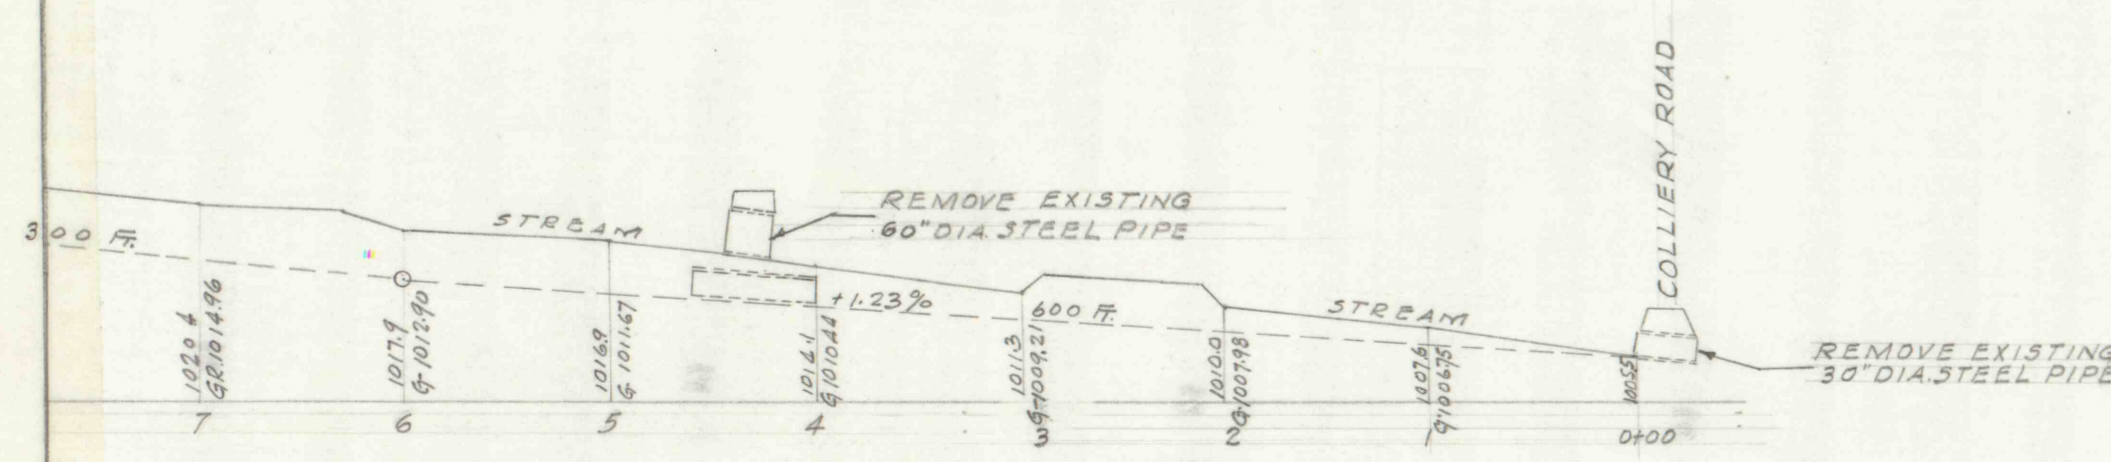 COLLIERY ROAD
REMOVE EXISTING
60" DIA. STEEL PIPE
STREAM
300 FT.
+1.23%
600 FT.
STREAM
REMOVE EXISTING
30" DIA. STEEL PIPE
1020.4
GR. 1014.96
1017.9
G-1012.90
1016.9
G-1011.67
1014.1
G 1010.44
1011.3
G-1009.21
1010.0
G-1007.98
1007.6
G-1006.75
1005.5
7 6 5 4 3 2 1 0+00